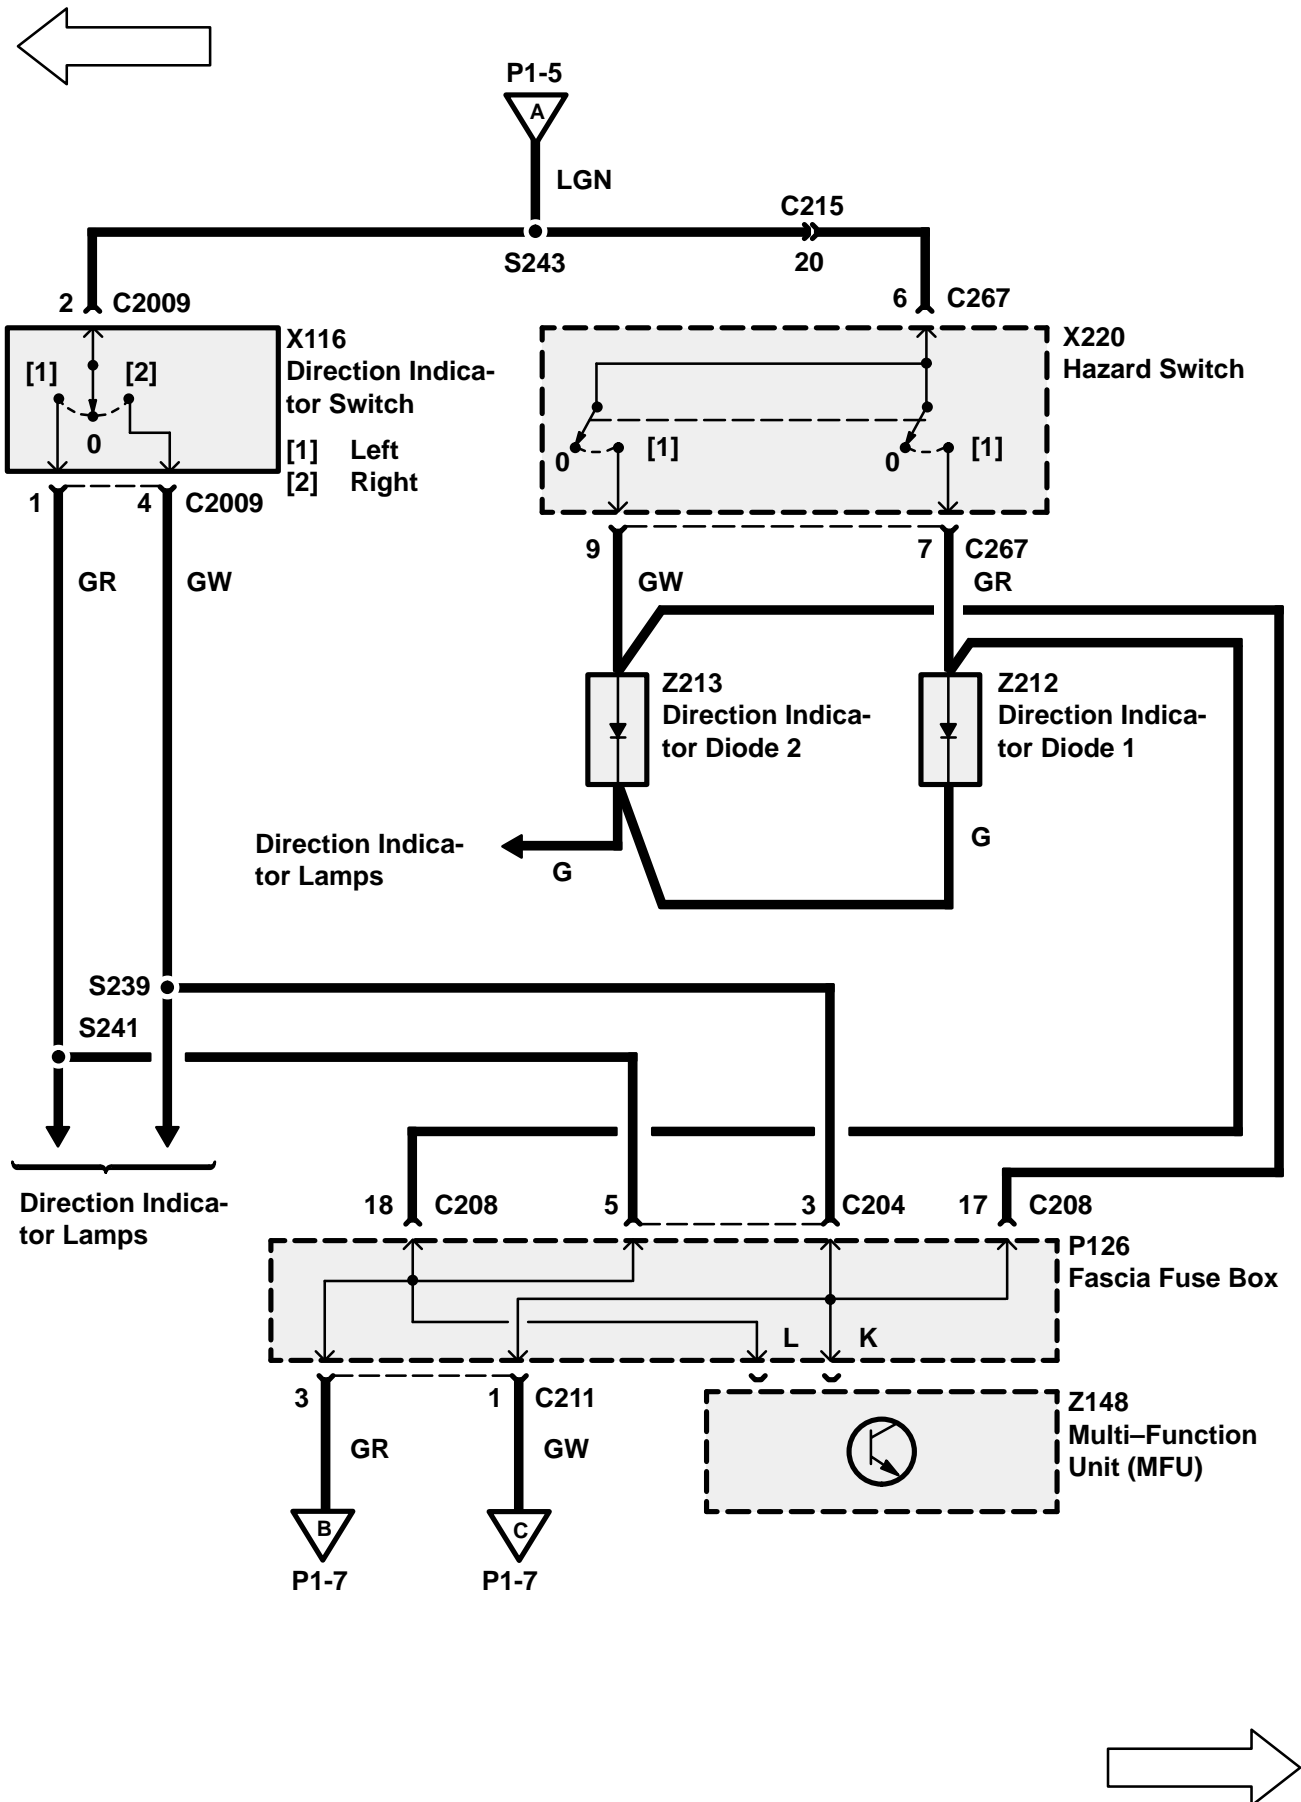 P1-5
A
LGN
C215
S243
20
2 C2009
6 C267
X116
Direction Indica-
tor Switch
[1] [2]
0
[1] Left
[2] Right
X220
Hazard Switch
0 [1]
0 [1]
1
4 C2009
9
7 C267
GR
GW
GW
GR
Z213
Direction Indica-
tor Diode 2
Z212
Direction Indica-
tor Diode 1
Direction Indica-
tor Lamps
G
G
S239
S241
Direction Indica-
tor Lamps
18 C208
5
3 C204
17 C208
P126
Fascia Fuse Box
L
K
3
1 C211
GR
GW
Z148
Multi–Function
Unit (MFU)
B
C
P1-7
P1-7